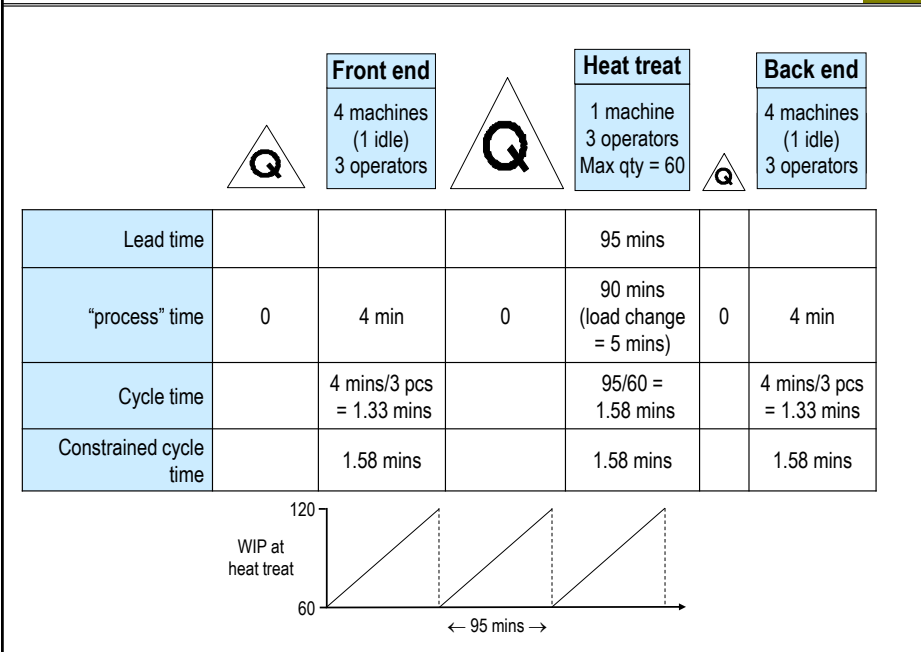 Front end
4 machines
(1 idle)
3 operators
Heat treat
1 machine
3 operators
Max qty = 60
Back end
4 machines
(1 idle)
3 operators
Q
Q
Q
Lead time
95 mins
“process” time
0
4 min
0
90 mins
(load change
= 5 mins)
0
4 min
Cycle time
4 mins/3 pcs
= 1.33 mins
95/60 =
1.58 mins
4 mins/3 pcs
= 1.33 mins
Constrained cycle
time
1.58 mins
1.58 mins
1.58 mins
120
WIP at
heat treat
60
← 95 mins →